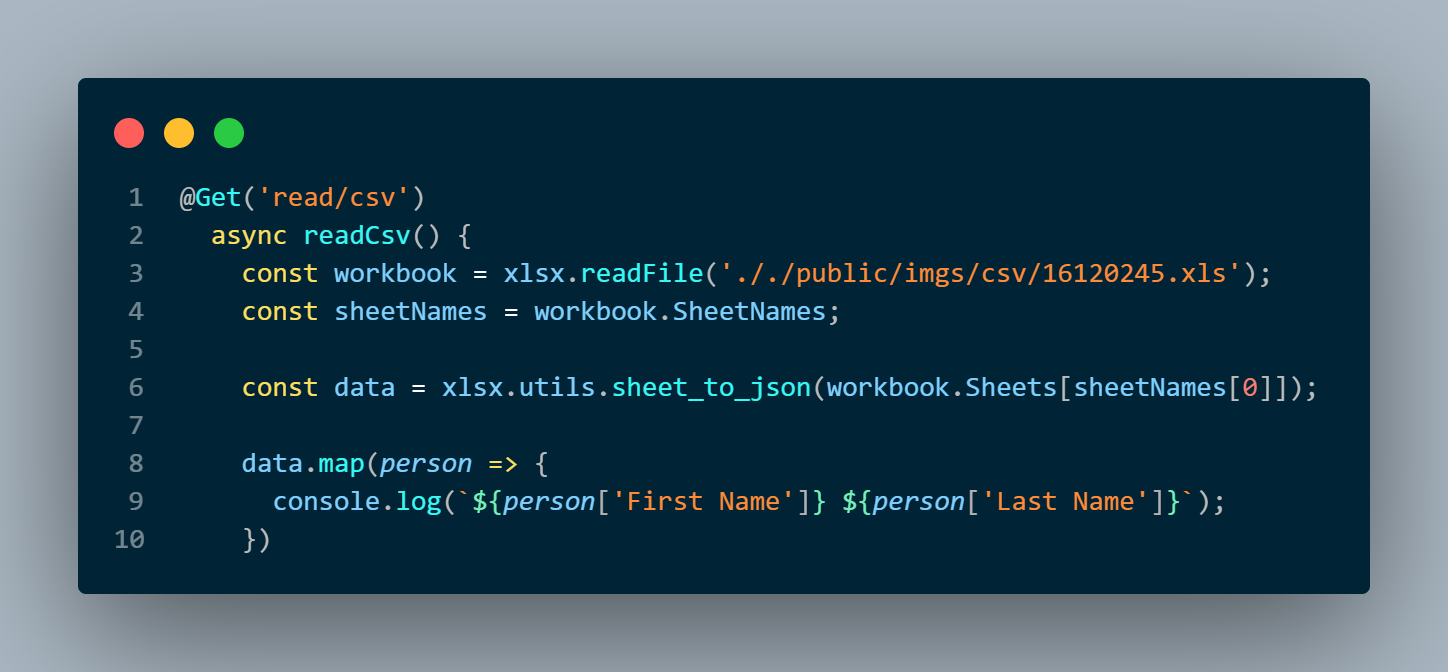 1 @Get('read/csv')
2 async readCsv() {
3 const workbook = xlsx.readFile('././public/imgs/csv/16120245.xls');
4 const sheetNames = workbook.SheetNames;
5
6 const data = xlsx.utils.sheet_to_json(workbook.Sheets[sheetNames[0]]);
7
8 data.map(person => {
9 console.log(`${person['First Name']} ${person['Last Name']}`);
10 })